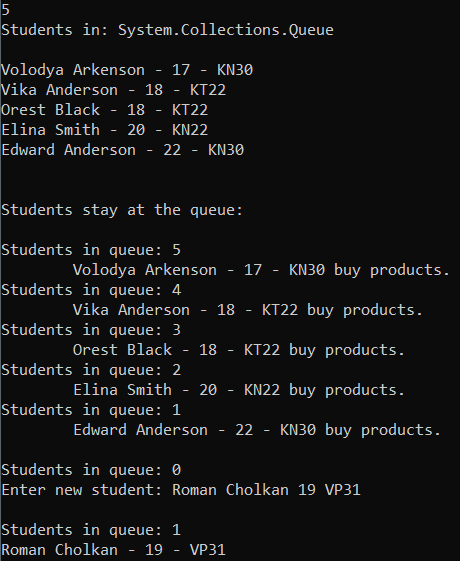 5
Students in: System.Collections.Queue
Volodya Arkenson - 17 - KN30
Vika Anderson - 18 - KT22
Orest Black - 18 - KT22
Elina Smith - 20 - KN22
Edward Anderson - 22 - KN30
Students stay at the queue:
Students in queue: 5
Volodya Arkenson - 17 - KN30 buy products.
Students in queue: 4
Vika Anderson - 18 - KT22 buy products.
Students in queue: 3
Orest Black - 18 - KT22 buy products.
Students in queue: 2
Elina Smith - 20 - KN22 buy products.
Students in queue: 1
Edward Anderson - 22 - KN30 buy products.
Students in queue: 0
Enter new student: Roman Cholkan 19 VP31
Students in queue: 1
Roman Cholkan - 19 - VP31